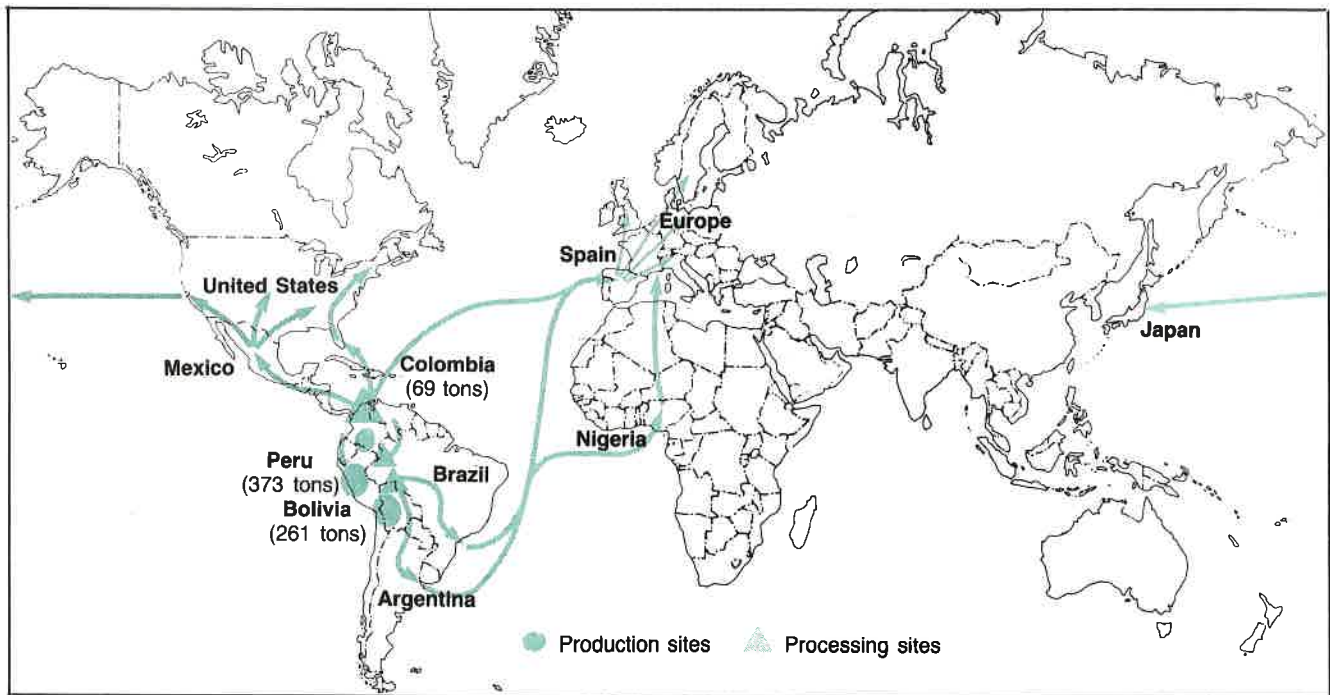 Europe
Spain
United States
Japan
Mexico
Colombia
(69 tons)
Nigeria
Peru
(373 tons)
Brazil
Bolivia
(261 tons)
Argentina
Production sites
Processing sites